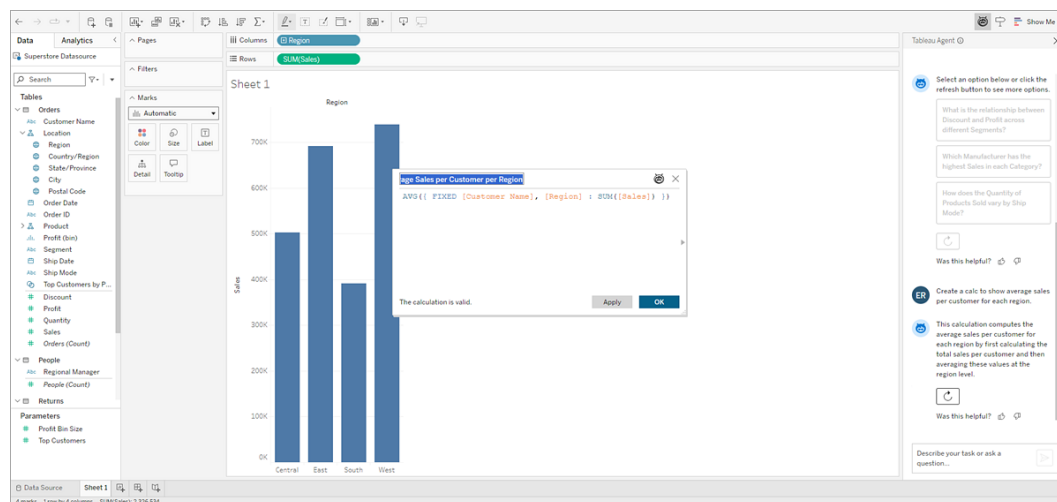 Show Me
Data
Analytics
Superstore Datasource
Search
Tables
Orders
Abc Customer Name
Location
Region
Country/Region
State/Province
City
Postal Code
Order Date
Abc Order ID
Product
Profit (bin)
Abc Segment
Ship Date
Abc Ship Mode
Top Customers by P...
# Discount
# Profit
# Quantity
# Sales
# Orders (Count)
People
Abc Regional Manager
# People (Count)
Returns
Parameters
# Profit Bin Size
# Top Customers
Pages
Filters
Marks
Automatic
Color
Size
Label
Detail
Tooltip
Columns
Region
Rows
SUM(Sales)
Sheet 1
Region
Sales
700K
600K
500K
400K
300K
200K
100K
0K
Central
East
South
West
age Sales per Customer per Region
AVG({ FIXED [Customer Name], [Region] : SUM([Sales]) })
The calculation is valid.
Apply
OK
Tableau Agent
Select an option below or click the
refresh button to see more options.
What is the relationship between
Discount and Profit across
different Segments?
Which Manufacturer has the
highest Sales in each Category?
How does the Quantity of
Products Sold vary by Ship
Mode?
Was this helpful?
ER
Create a calc to show average sales
per customer for each region.
This calculation computes the
average sales per customer for
each region by first calculating the
total sales per customer and then
averaging these values at the
region level.
Was this helpful?
Describe your task or ask a
question...
Data Source
Sheet 1